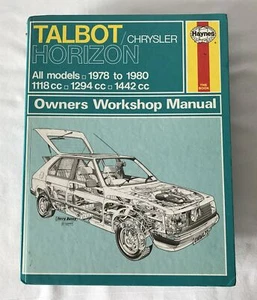 TALBOT/CHRYSLER
HORIZON
All models □ 1978 to 1980
1118 cc □ 1294 cc □ 1442 cc
Haynes
Owners Workshop Manual